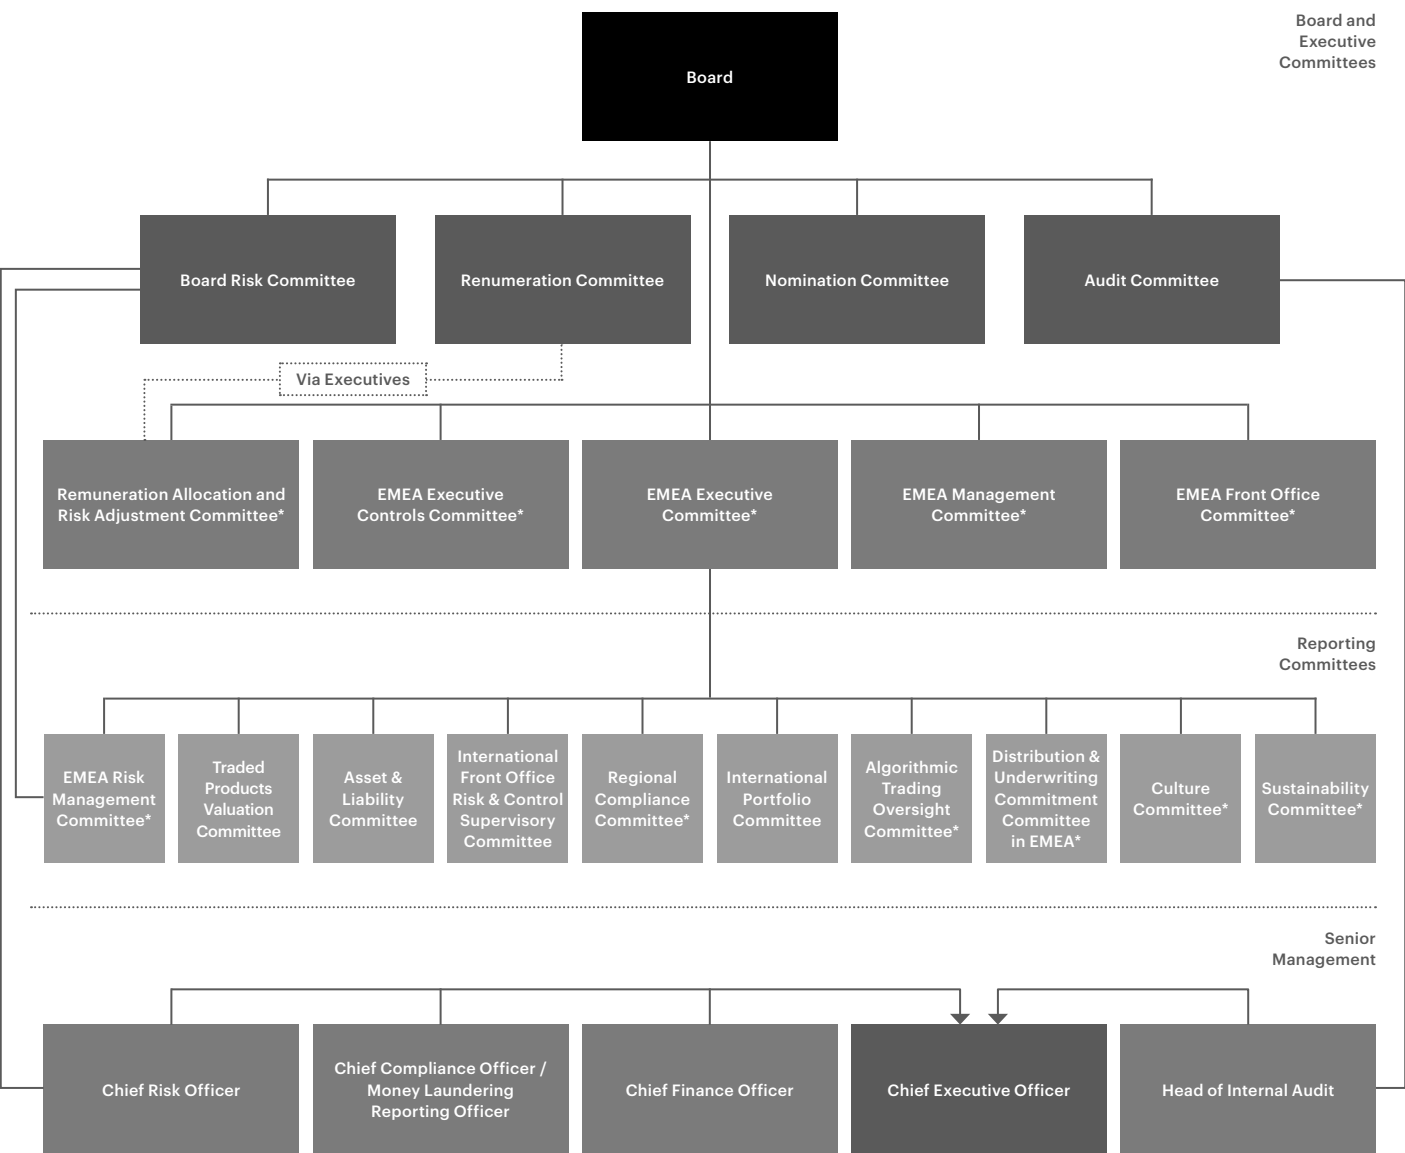 Board and
Executive
Committees
Board
Board Risk Committee
Renumeration Committee
Nomination Committee
Audit Committee
Via Executives
Remuneration Allocation and
Risk Adjustment Committee*
EMEA Executive
Controls Committee*
EMEA Executive
Committee*
EMEA Management
Committee*
EMEA Front Office
Committee*
Reporting
Committees
EMEA Risk
Management
Committee*
Traded
Products
Valuation
Committee
Asset &
Liability
Committee
International
Front Office
Risk & Control
Supervisory
Committee
Regional
Compliance
Committee*
International
Portfolio
Committee
Algorithmic
Trading
Oversight
Committee*
Distribution &
Underwriting
Commitment
Committee
in EMEA*
Culture
Committee*
Sustainability
Committee*
Senior
Management
Chief Risk Officer
Chief Compliance Officer /
Money Laundering
Reporting Officer
Chief Finance Officer
Chief Executive Officer
Head of Internal Audit